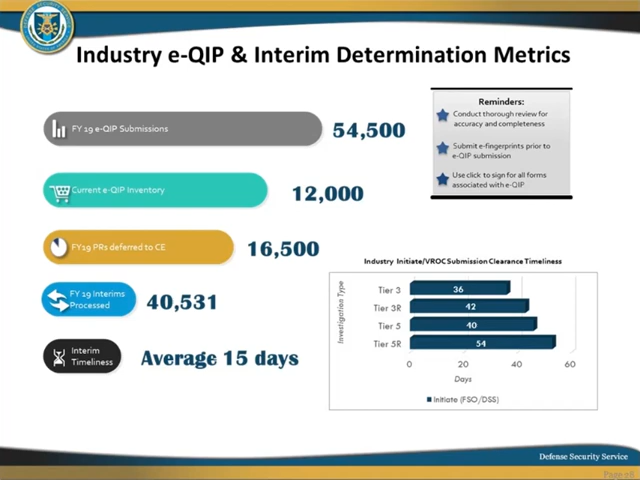 Industry e-QIP & Interim Determination Metrics
FY 19 e-QIP Submissions
54,500
Current e-QIP Inventory
12,000
FY19 PRs deferred to CE
16,500
FY 19 Interims
Processed
40,531
Interim
Timeliness
Average 15 days
Reminders:
Conduct thorough review for
accuracy and completeness
Submit e-fingerprints prior to
e-QIP submission
Use click to sign for all forms
associated with e-QIP
Industry Initiate/VROC Submission Clearance Timeliness
Investigation Type
Tier 3
36
Tier 3R
42
Tier 5
40
Tier 5R
54
0 20 40 60
Days
Initiate (FSO/DSS)
Defense Security Service